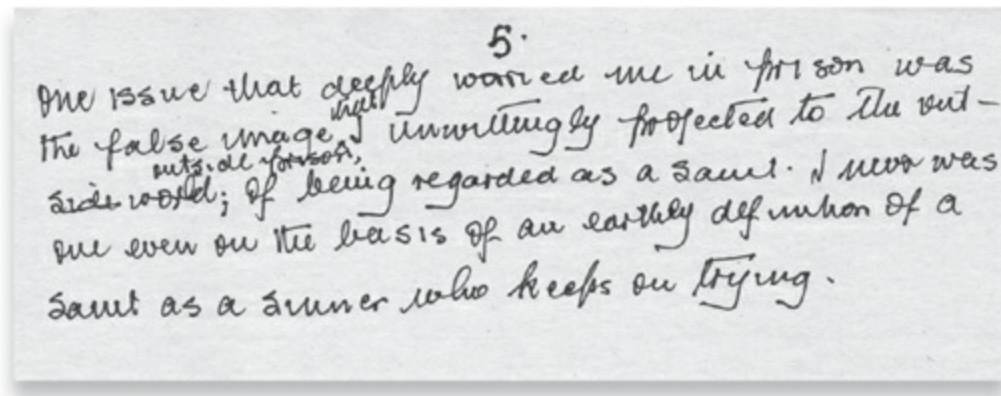 5.
One issue that deeply worried me in prison was
the false image that I unwittingly projected to the out-
outside prison,
side world; of being regarded as a saint. I never was
one even on the basis of an earthly definition of a
saint as a sinner who keeps on trying.